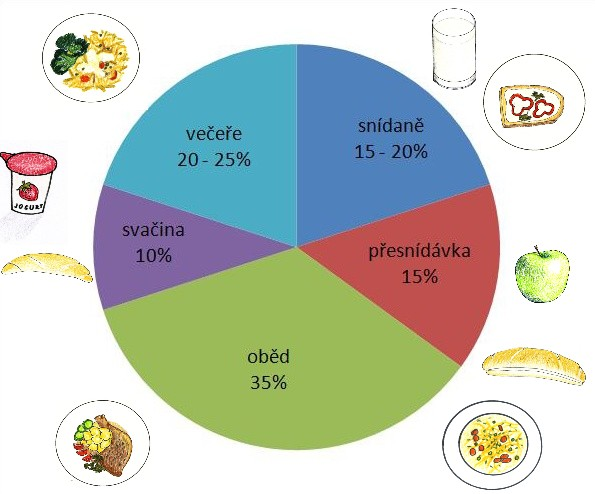 večeře
20 - 25%
snídaně
15 - 20%
svačina
10%
přesnídávka
15%
oběd
35%
JOGURT